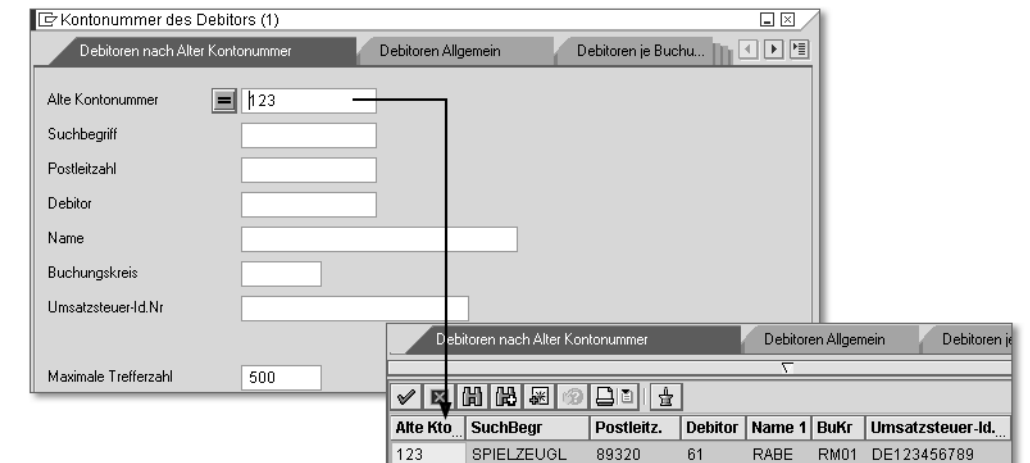 Kontonummer des Debitors (1)
Debitoren nach Alter Kontonummer Debitoren Allgemein Debitoren je Buchu...
Alte Kontonummer 123
Suchbegriff
Postleitzahl
Debitor
Name
Buchungskreis
Umsatzsteuer-Id.Nr
Maximale Trefferzahl 500
Debitoren nach Alter Kontonummer Debitoren Allgemein Debitoren je
Alte Kto... SuchBegr Postleitz. Debitor Name 1 BuKr Umsatzsteuer-Id....
123 SPIELZEUGL 89320 61 RABE RM01 DE123456789